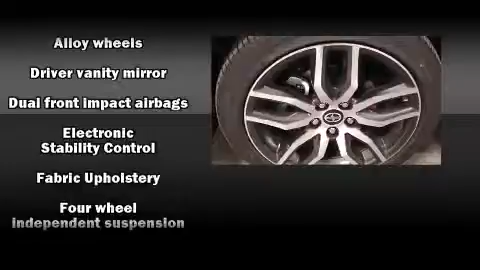 Alloy wheels
Driver vanity mirror
Dual front impact airbags
Electronic
Stability Control
Fabric Upholstery
Four wheel
independent suspension